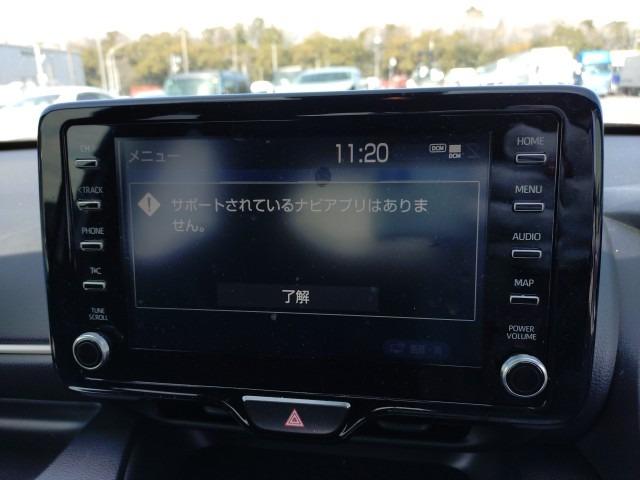 メニュー
11:20
DCM
DCM
サポートされているナビアプリはありま
せん。
了解
CH
<TRACK
PHONE
TUNE
SCROLL
HOME
MENU
AUDIO
MAP
POWER
VOLUME